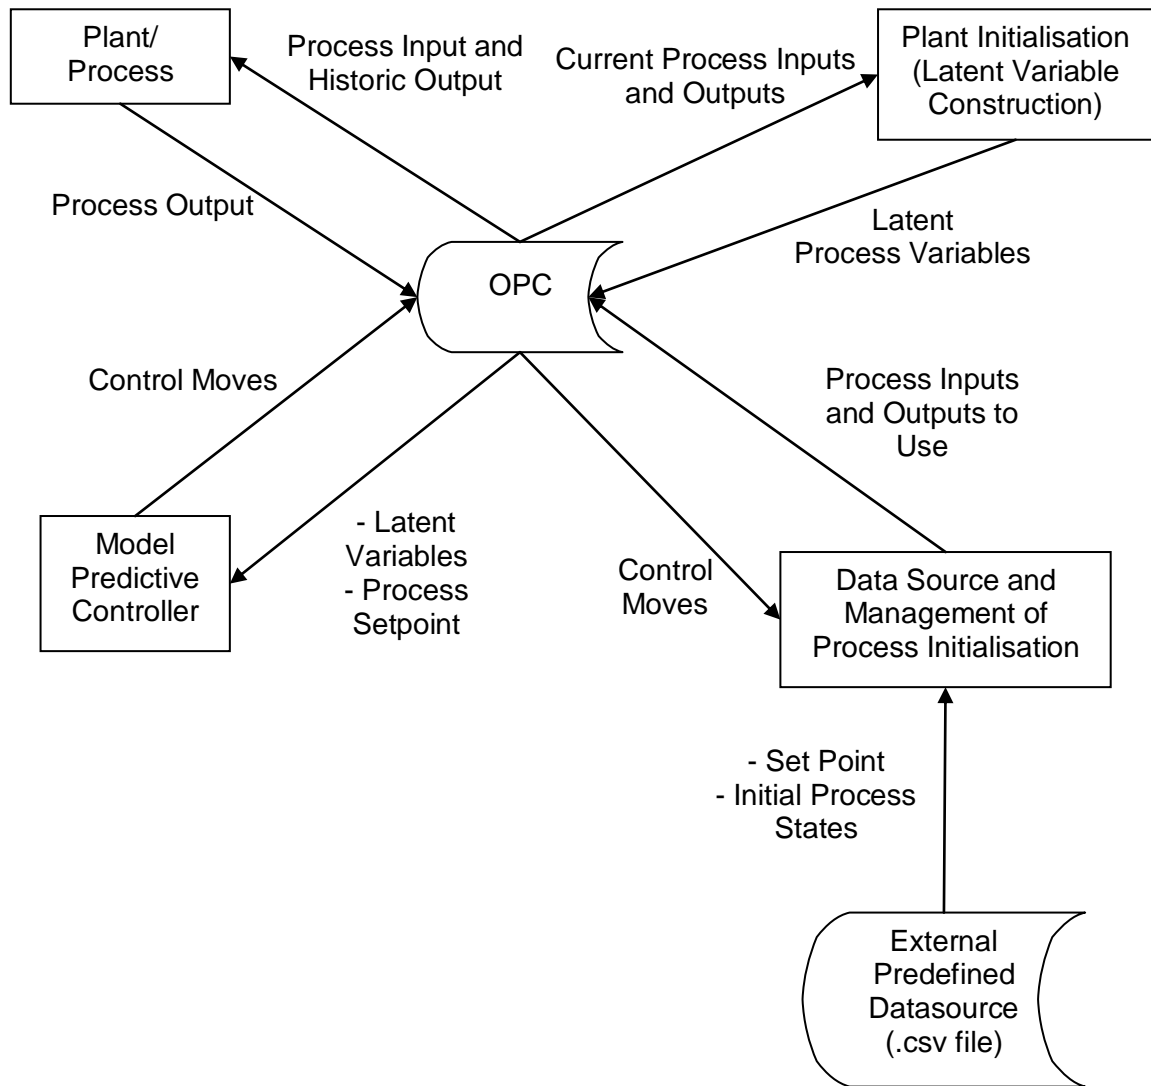 Plant/
Process
Process Input and
Historic Output
Current Process Inputs
and Outputs
Plant Initialisation
(Latent Variable
Construction)
Process Output
Latent
Process Variables
OPC
Control Moves
Process Inputs
and Outputs to
Use
Model
Predictive
Controller
- Latent
Variables
- Process
Setpoint
Control
Moves
Data Source and
Management of
Process Initialisation
- Set Point
- Initial Process
States
External
Predefined
Datasource
(.csv file)